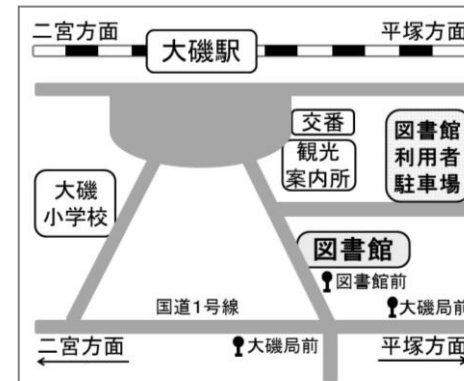 二宮方面
平塚方面
大磯駅
交番
観光
案内所
図書館
利用者
駐車場
大磯
小学校
図書館
図書館前
国道1号線
大磯局前
大磯局前
二宮方面
平塚方面